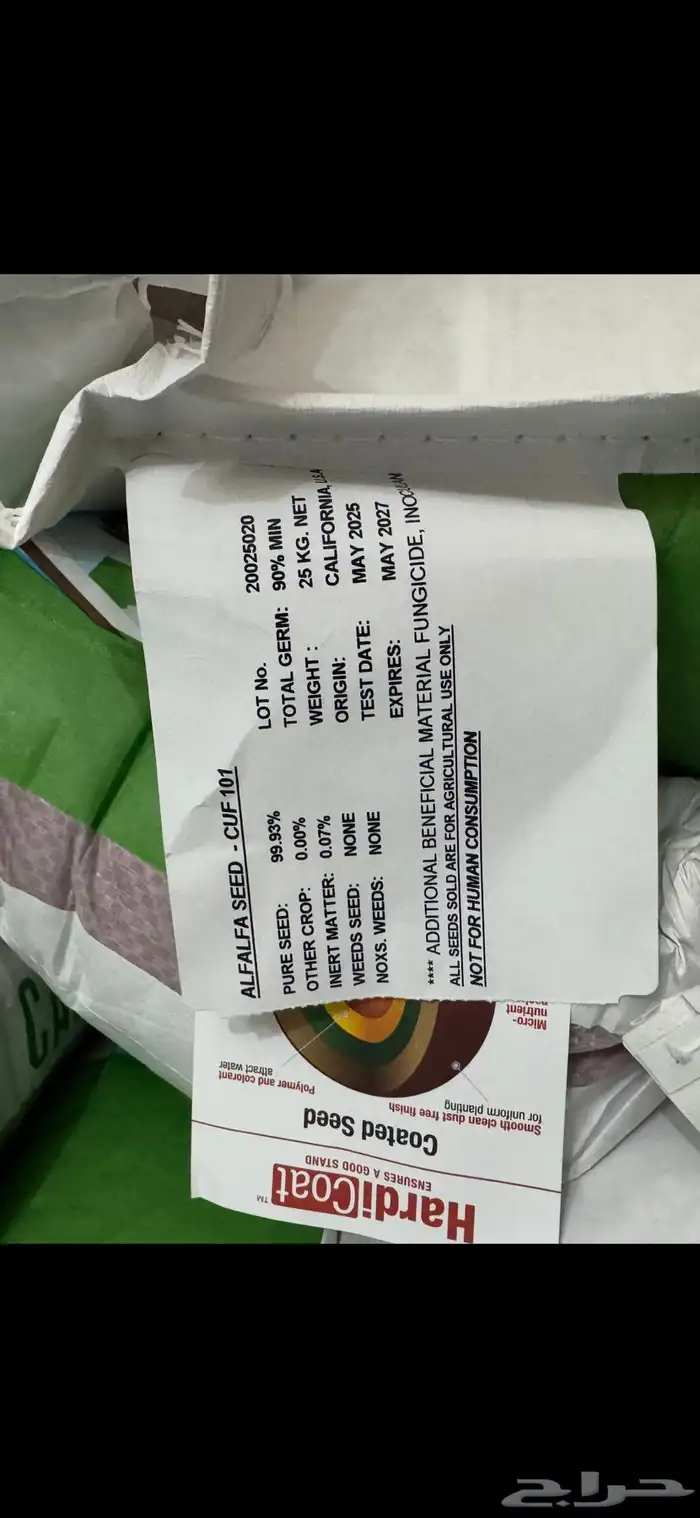 ALFALFA SEED - CUF 101
PURE SEED: 99.93% LOT No. 20025020
OTHER CROP: 0.00% TOTAL GERM: 90% MIN
INERT MATTER: 0.07% WEIGHT : 25 KG. NET
WEEDS SEED: NONE ORIGIN: CALIFORNIA, USA
NOXS. WEEDS: NONE TEST DATE: MAY 2025
EXPIRES: MAY 2027
**** ADDITIONAL BENEFICIAL MATERIAL FUNGICIDE,
ALL SEEDS SOLD ARE FOR AGRICULTURAL USE ONLY
NOT FOR HUMAN CONSUMPTION
HardiCoat™
ENSURES A GOOD STAND
Coated Seed
Smooth clean dust free finish
for uniform planting
Polymer and colorant
attract water
Micro-
nutrient
حراج